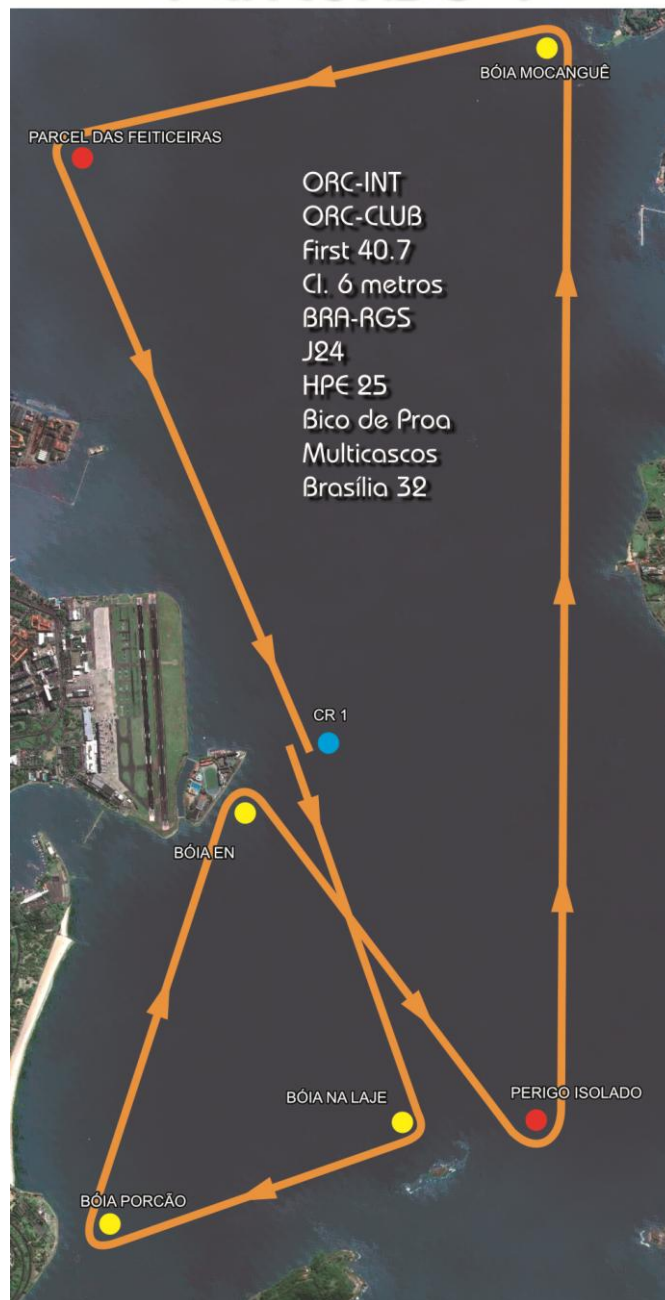 BÓIA MOCANGUÊ
PARCEL DAS FEITICEIRAS
ORC-INT
ORC-CLUB
First 40.7
Cl. 6 metros
BRA-RGS
J24
HPE 25
Bico de Proa
Multicascos
Brasília 32
CR 1
BÓIA EN
BÓIA NA LAJE
PERIGO ISOLADO
BÓIA PORCÃO